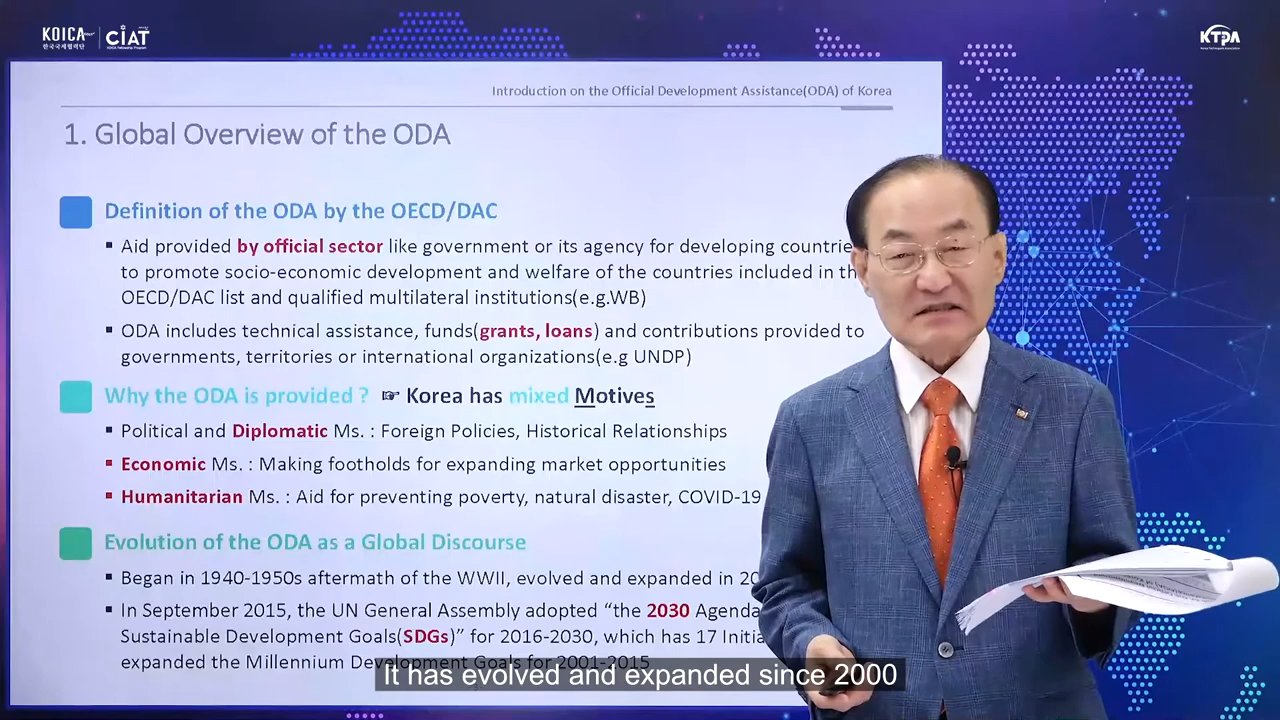 KOICA
한국국제협력단
CIAT
KOICA Fellowship Program
KTPA
Korea Technopark Association
Introduction on the Official Development Assistance(ODA) of Korea
1. Global Overview of the ODA
Definition of the ODA by the OECD/DAC
▪ Aid provided by official sector like government or its agency for developing countrie
to promote socio-economic development and welfare of the countries included in th
OECD/DAC list and qualified multilateral institutions(e.g.WB)
▪ ODA includes technical assistance, funds(grants, loans) and contributions provided to
governments, territories or international organizations(e.g UNDP)
Why the ODA is provided ? ☞ Korea has mixed Motives
▪ Political and Diplomatic Ms. : Foreign Policies, Historical Relationships
▪ Economic Ms. : Making footholds for expanding market opportunities
▪ Humanitarian Ms. : Aid for preventing poverty, natural disaster, COVID-19
Evolution of the ODA as a Global Discourse
▪ Began in 1940-1950s aftermath of the WWII, evolved and expanded in 20
▪ In September 2015, the UN General Assembly adopted “the 2030 Agenda
Sustainable Development Goals(SDGs)” for 2016-2030, which has 17 Initia
expanded the Millennium Development Goals for 2001-2015
It has evolved and expanded since 2000